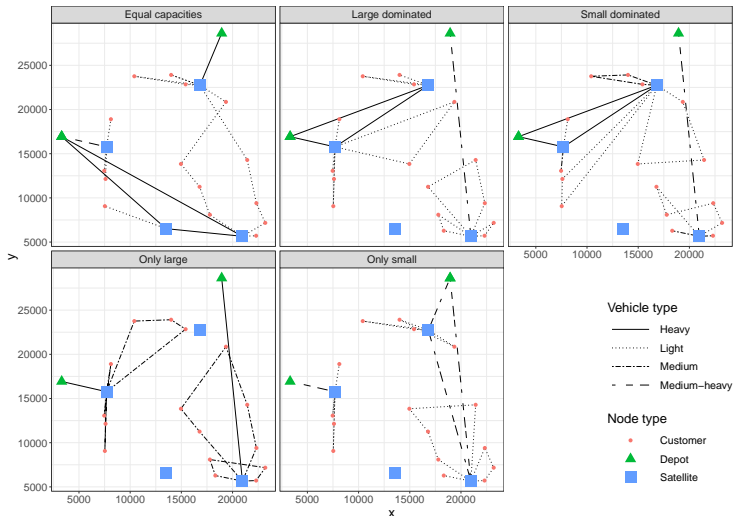 Equal capacities Large dominated Small dominated
25000
20000
15000
10000
5000
5000 10000 15000 20000
y
Only large Only small
25000
20000
15000
10000
5000
5000 10000 15000 20000 5000 10000 15000 20000
x
Vehicle type
Heavy
Light
Medium
Medium−heavy
Node type
Customer
Depot
Satellite